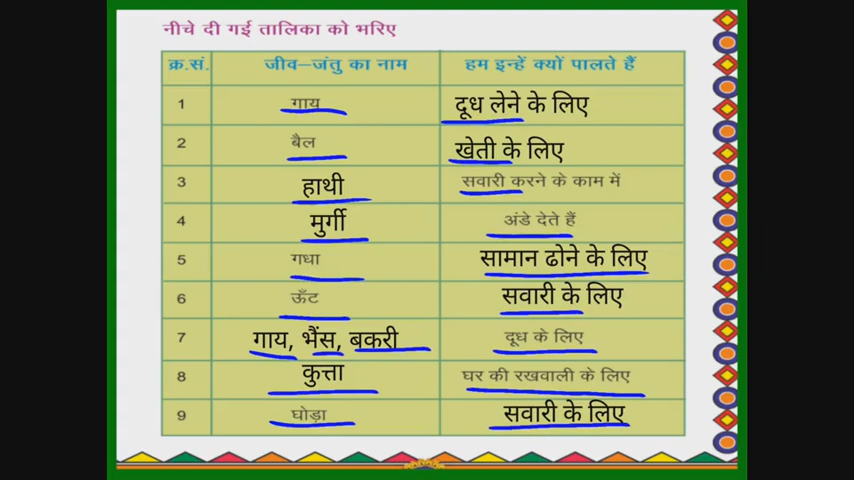 नीचे दी गई तालिका को भरिए
क्र.सं. जीव–जंतु का नाम हम इन्हें क्यों पालते हैं
1 गाय दूध लेने के लिए
2 बैल खेती के लिए
3 हाथी सवारी करने के काम में
4 मुर्गी अंडे देते हैं
5 गधा सामान ढोने के लिए
6 ऊँट सवारी के लिए
7 गाय, भैंस, बकरी दूध के लिए
8 कुत्ता घर की रखवाली के लिए
9 घोड़ा सवारी के लिए